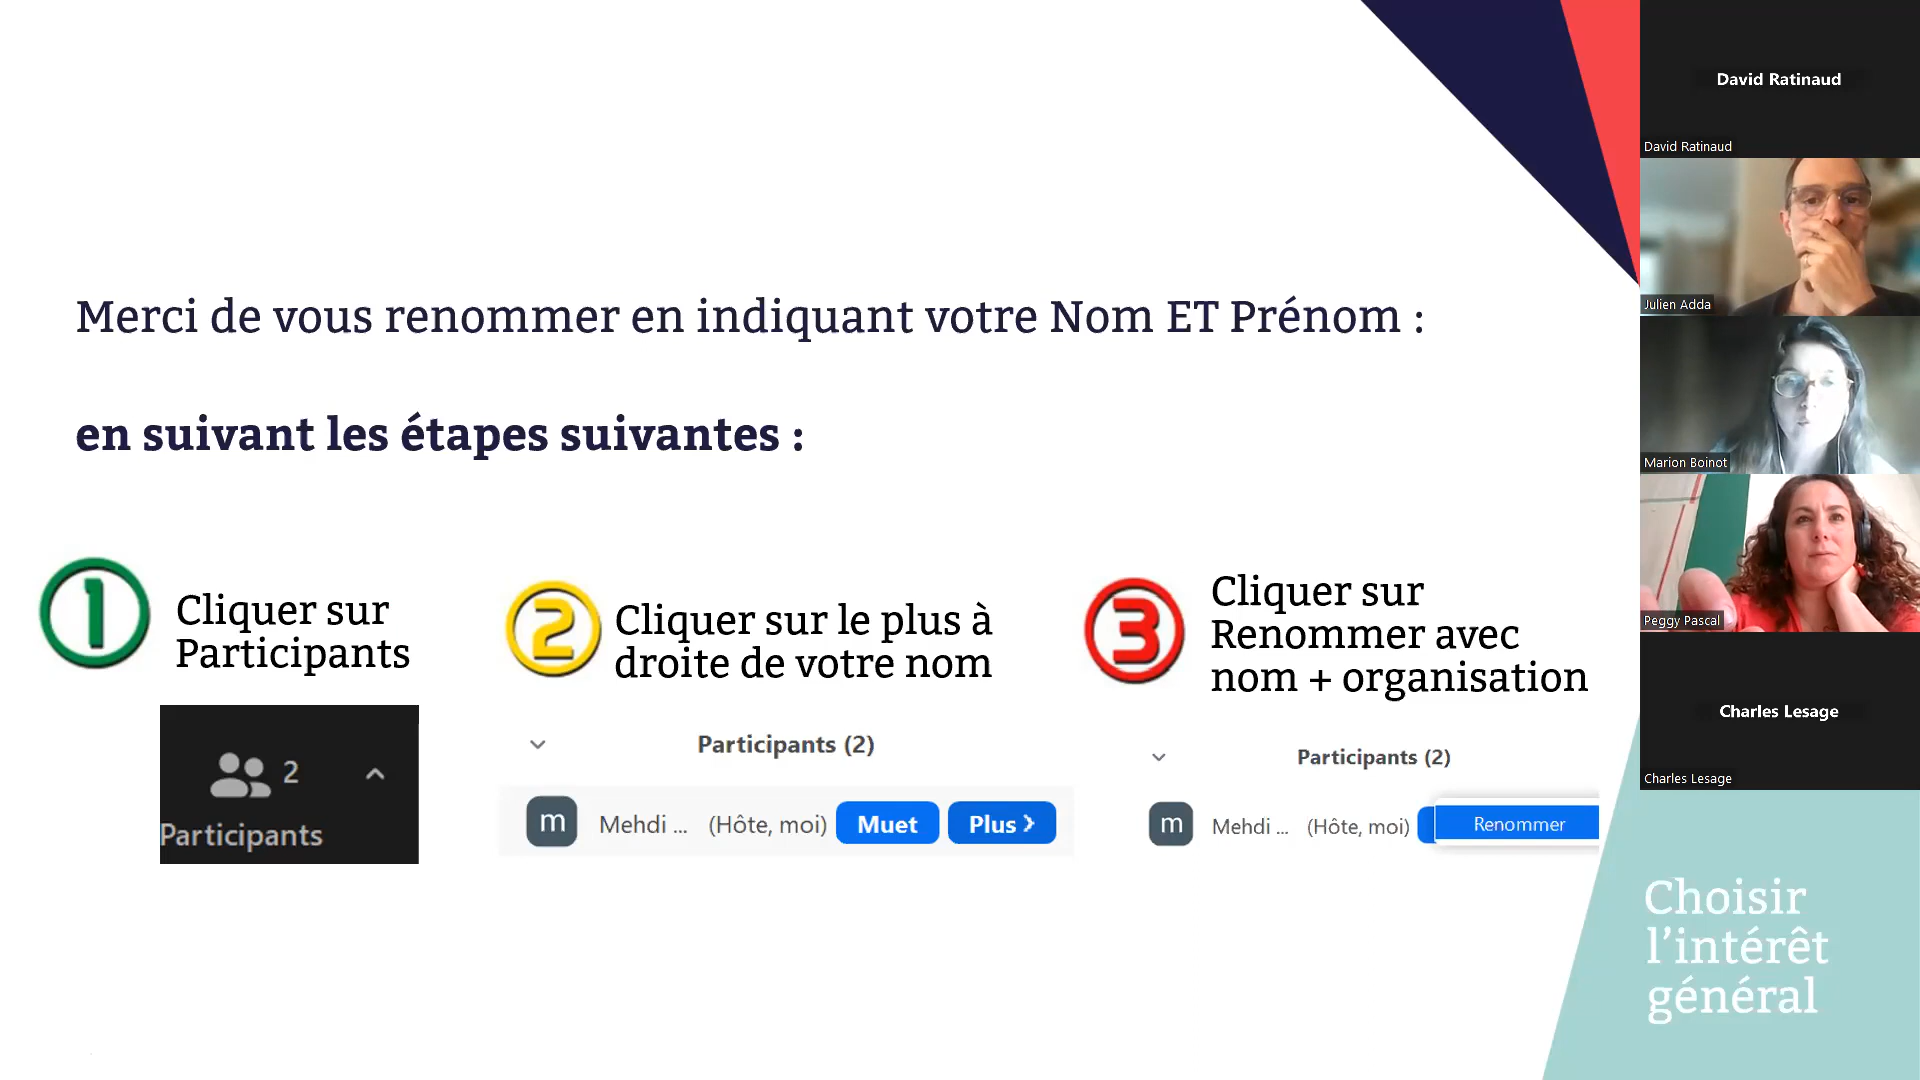 Merci de vous renommer en indiquant votre Nom ET Prénom :
en suivant les étapes suivantes :
1
Cliquer sur
Participants
2
Participants
2
Cliquer sur le plus à
droite de votre nom
Participants (2)
m Mehdi ... (Hôte, moi) Muet Plus
3
Cliquer sur
Renommer avec
nom + organisation
Participants (2)
m Mehdi ... (Hôte, moi) Renommer
David Ratinaud
David Ratinaud
Julien Adda
Marion Boinot
Peggy Pascal
Charles Lesage
Charles Lesage
Choisir
l’intérêt
général